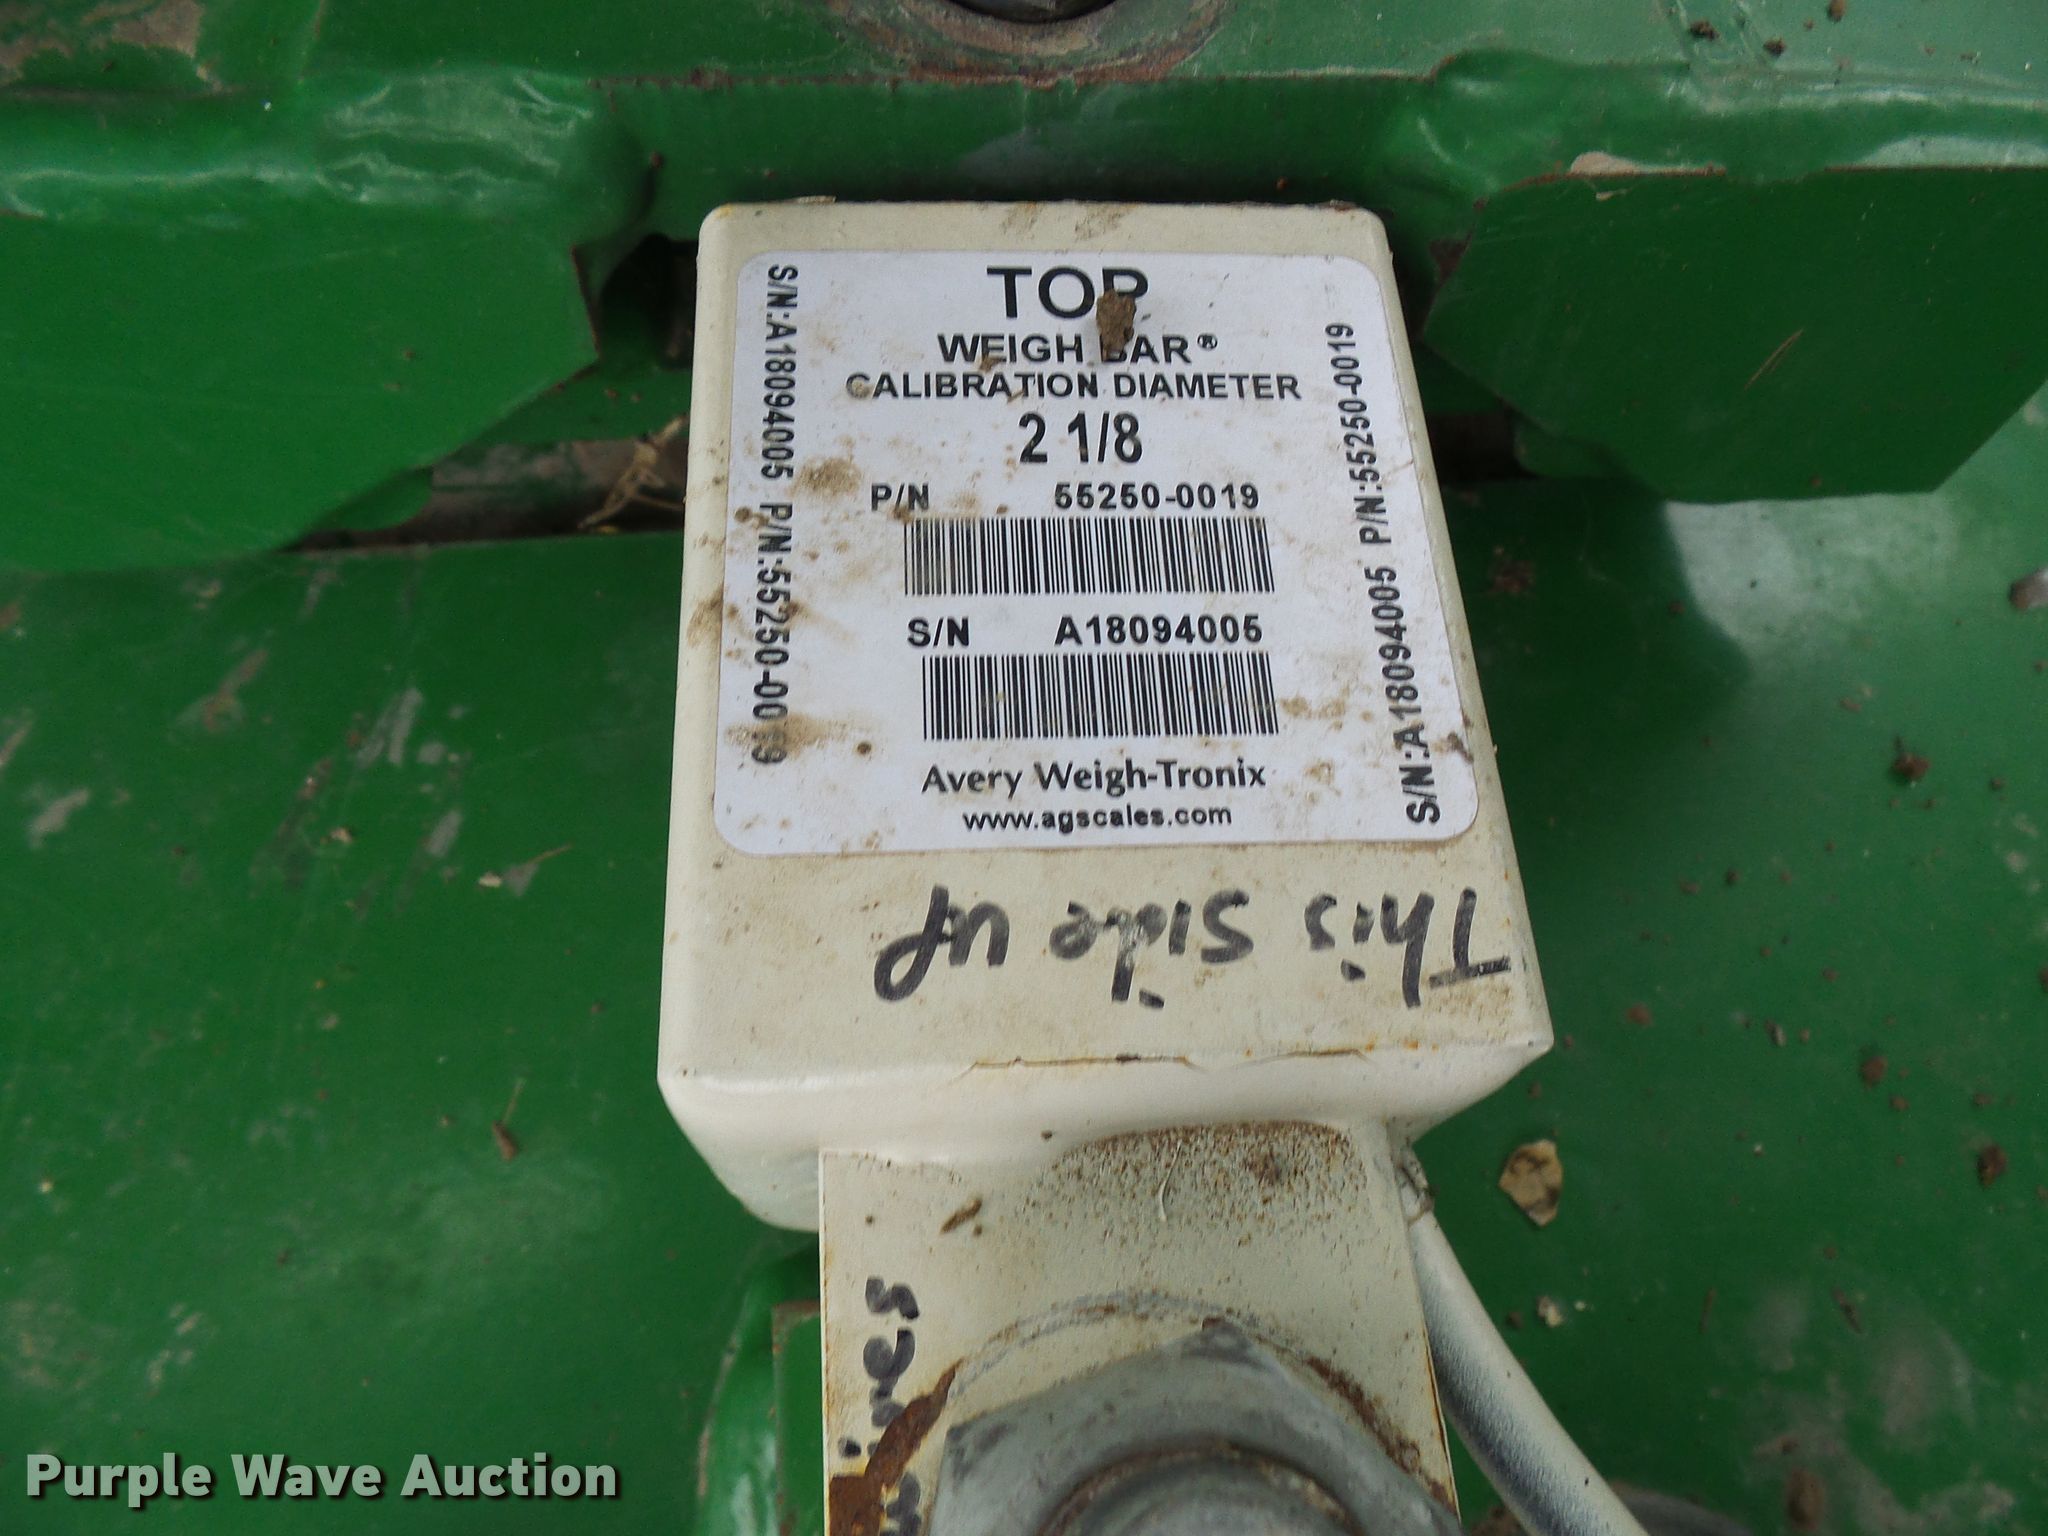 TOP
WEIGH BAR®
CALIBRATION DIAMETER
2 1/8
P/N 55250-0019
S/N A18094005
Avery Weigh-Tronix
www.agscales.com
S/N:A18094005 P/N:55250-0019
S/N:A18094005 P/N:55250-0019
This side up
Purple Wave Auction